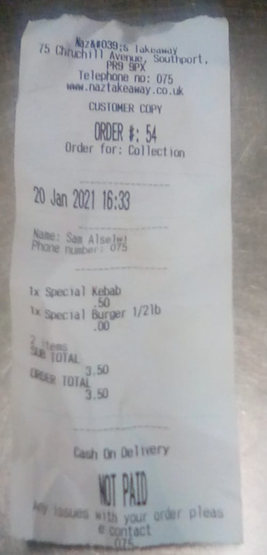 Naz&#039;s Takeaway
75 Chruchill Avenue, Southport,
PR9 9PX
Telephone no: 075
www.naztakeaway.co.uk
CUSTOMER COPY
ORDER #: 54
Order for: Collection
20 Jan 2021 16:33
Name: Sam Alselwi
Phone number: 075
1x Special Kebab
.50
1x Special Burger 1/2lb
.00
2 items
SUB TOTAL
3.50
ORDER TOTAL
3.50
Cash On Delivery
NOT PAID
Any issues with your order pleas
e contact
075